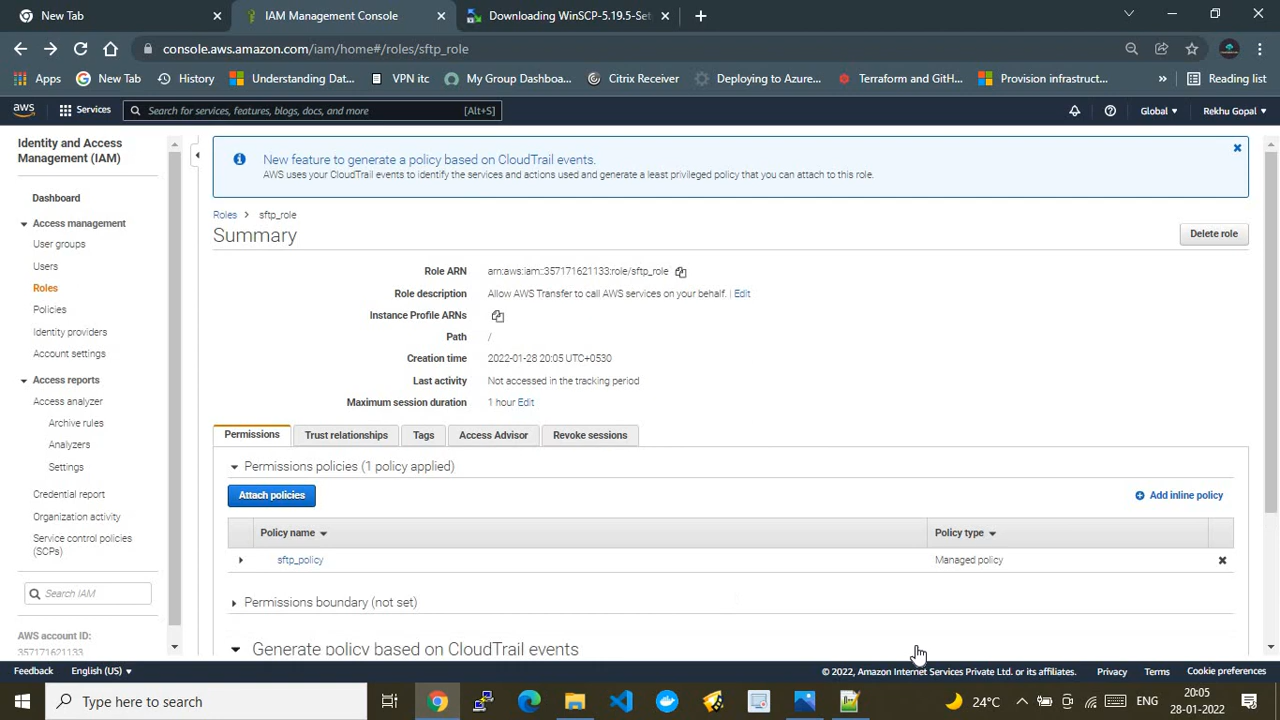 New Tab
IAM Management Console
Downloading WinSCP-5.19.5-Set
console.aws.amazon.com/iam/home#/roles/sftp_role
Apps
New Tab
History
Understanding Dat...
VPN itc
My Group Dashboa...
Citrix Receiver
Deploying to Azure...
Terraform and GitH...
Provision infrastruct...
»
Reading list
aws
Services
Search for services, features, blogs, docs, and more
[Alt+S]
Global
Rekhu Gopal
Identity and Access
Management (IAM)
Dashboard
Access management
User groups
Users
Roles
Policies
Identity providers
Account settings
Access reports
Access analyzer
Archive rules
Analyzers
Settings
Credential report
Organization activity
Service control policies
(SCPs)
Search IAM
AWS account ID:
357171621133
New feature to generate a policy based on CloudTrail events.
AWS uses your CloudTrail events to identify the services and actions used and generate a least privileged policy that you can attach to this role.
Roles > sftp_role
Summary
Delete role
Role ARN arn:aws:iam::357171621133:role/sftp_role
Role description Allow AWS Transfer to call AWS services on your behalf. | Edit
Instance Profile ARNs
Path /
Creation time 2022-01-28 20:05 UTC+0530
Last activity Not accessed in the tracking period
Maximum session duration 1 hour Edit
Permissions
Trust relationships
Tags
Access Advisor
Revoke sessions
Permissions policies (1 policy applied)
Attach policies
Add inline policy
Policy name
Policy type
sftp_policy
Managed policy
Permissions boundary (not set)
Generate policy based on CloudTrail events
Feedback
English (US)
© 2022, Amazon Internet Services Private Ltd. or its affiliates.
Privacy
Terms
Cookie preferences
Type here to search
24°C
ENG
20:05
28-01-2022